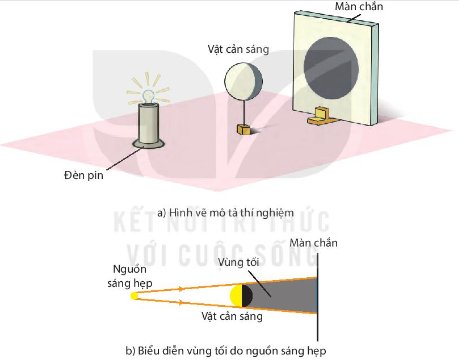 Màn chắn
Vật cản sáng
Đèn pin
a) Hình vẽ mô tả thí nghiệm
KẾT NỐI TRI THỨC
VỚI CUỘC SỐNG
Màn chắn
Vùng tối
Nguồn
sáng hẹp
Vật cản sáng
b) Biểu diễn vùng tối do nguồn sáng hẹp